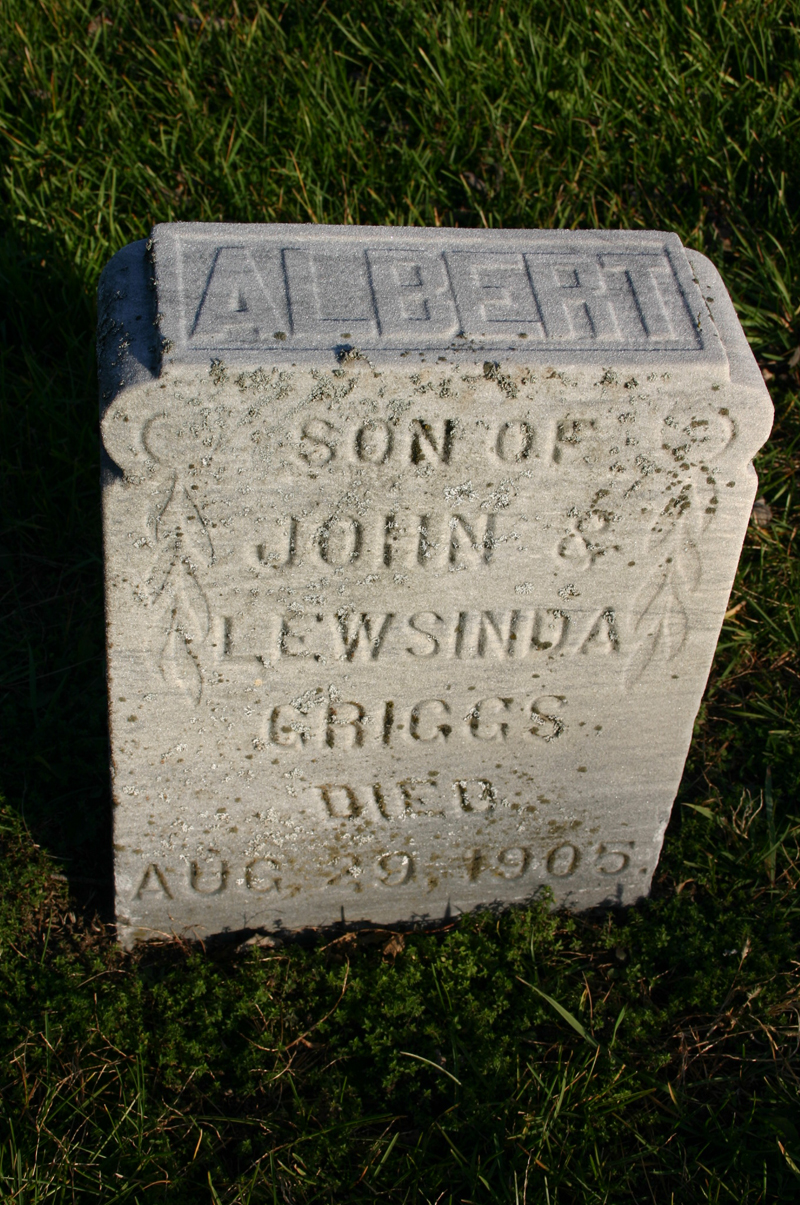 ALBERT
SON OF
JOHN &
LEWSINDA
GRIGGS
DIED
AUG. 29, 1905.